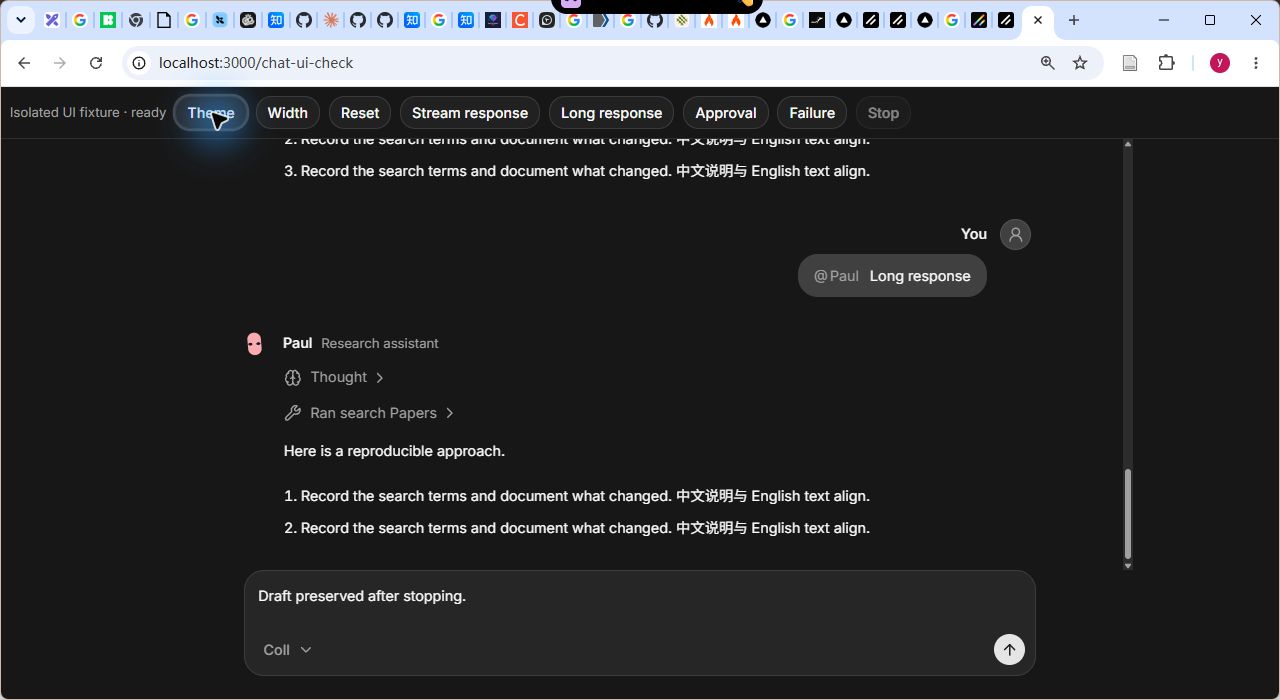 localhost:3000/chat-ui-check
y
Isolated UI fixture · ready Theme Width Reset Stream response Long response Approval Failure Stop
2. Record the search terms and document what changed. 中文说明与 English text align.
3. Record the search terms and document what changed. 中文说明与 English text align.
You
@Paul Long response
Paul Research assistant
Thought
Ran search Papers
Here is a reproducible approach.
1. Record the search terms and document what changed. 中文说明与 English text align.
2. Record the search terms and document what changed. 中文说明与 English text align.
Draft preserved after stopping.
Coll